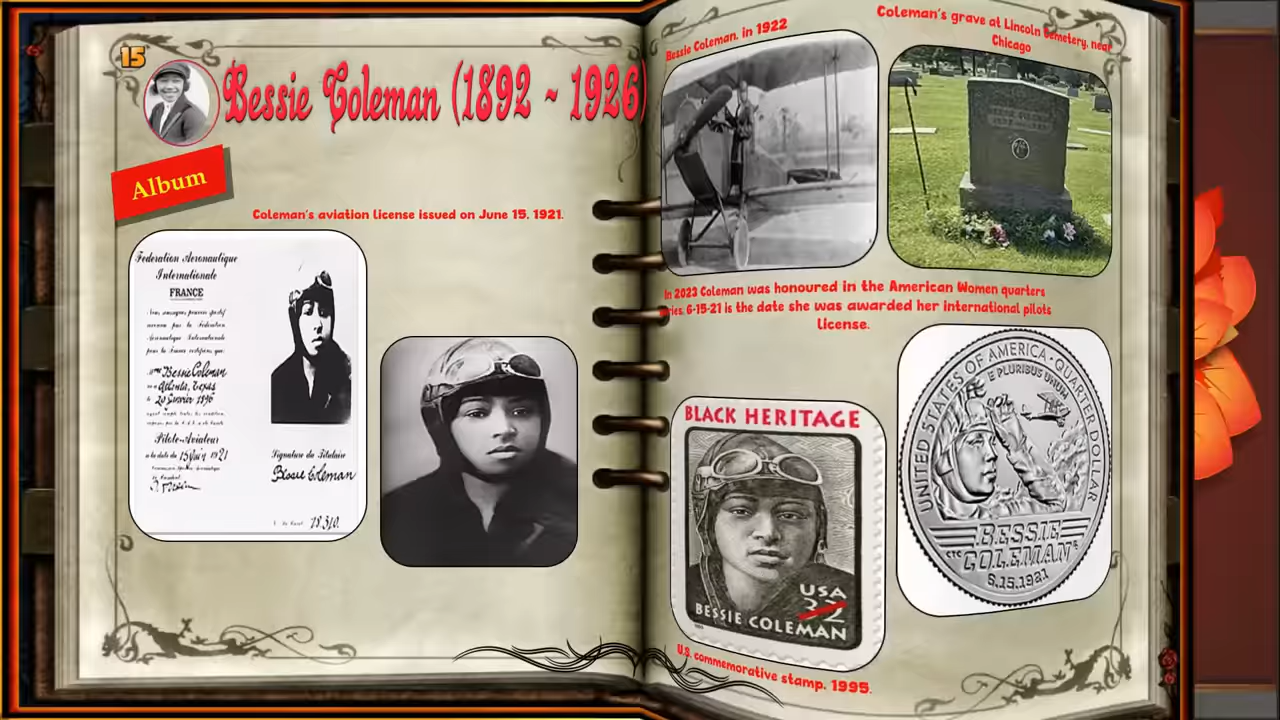 15
Bessie Coleman (1892 ~ 1926)
Album
Coleman's aviation license issued on June 15, 1921.
Federation Aeronautique
Internationale
FRANCE
Bessie Coleman
Atlanta, Texas
Pilote-Aviateur
1921
Signature du Titulaire
Bessie Coleman
Bessie Coleman, in 1922
Coleman's grave at Lincoln Cemetery, near
Chicago
In 2023 Coleman was honoured in the American Women quarters
6-15-21 is the date she was awarded her international pilots
license.
BLACK HERITAGE
USA
32
BESSIE COLEMAN
U.S. commemorative stamp, 1995.
UNITED STATES OF AMERICA · QUARTER DOLLAR
E PLURIBUS UNUM
BESSIE
COLEMAN
6.15.1921